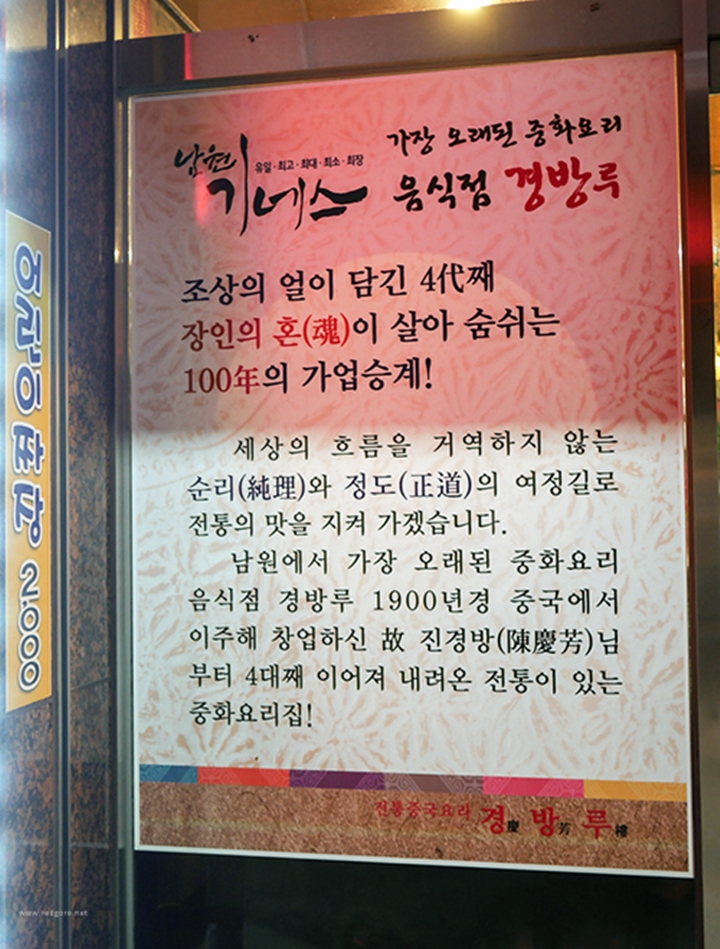 남원
기네스
유일·최고·최대·최소·최장
가장 오래된 중화요리
음식점 경방루
조상의 얼이 담긴 4代째
장인의 혼(魂)이 살아 숨쉬는
100年의 가업승계!
세상의 흐름을 거역하지 않는
순리(純理)와 정도(正道)의 여정길로
전통의 맛을 지켜 가겠습니다.
남원에서 가장 오래된 중화요리
음식점 경방루 1900년경 중국에서
이주해 창업하신 故 진경방(陳慶芳)님
부터 4대째 이어져 내려온 전통이 있는
중화요리집!
전통중국요리 경慶 방芳 루樓
2,000
www.redgore.net